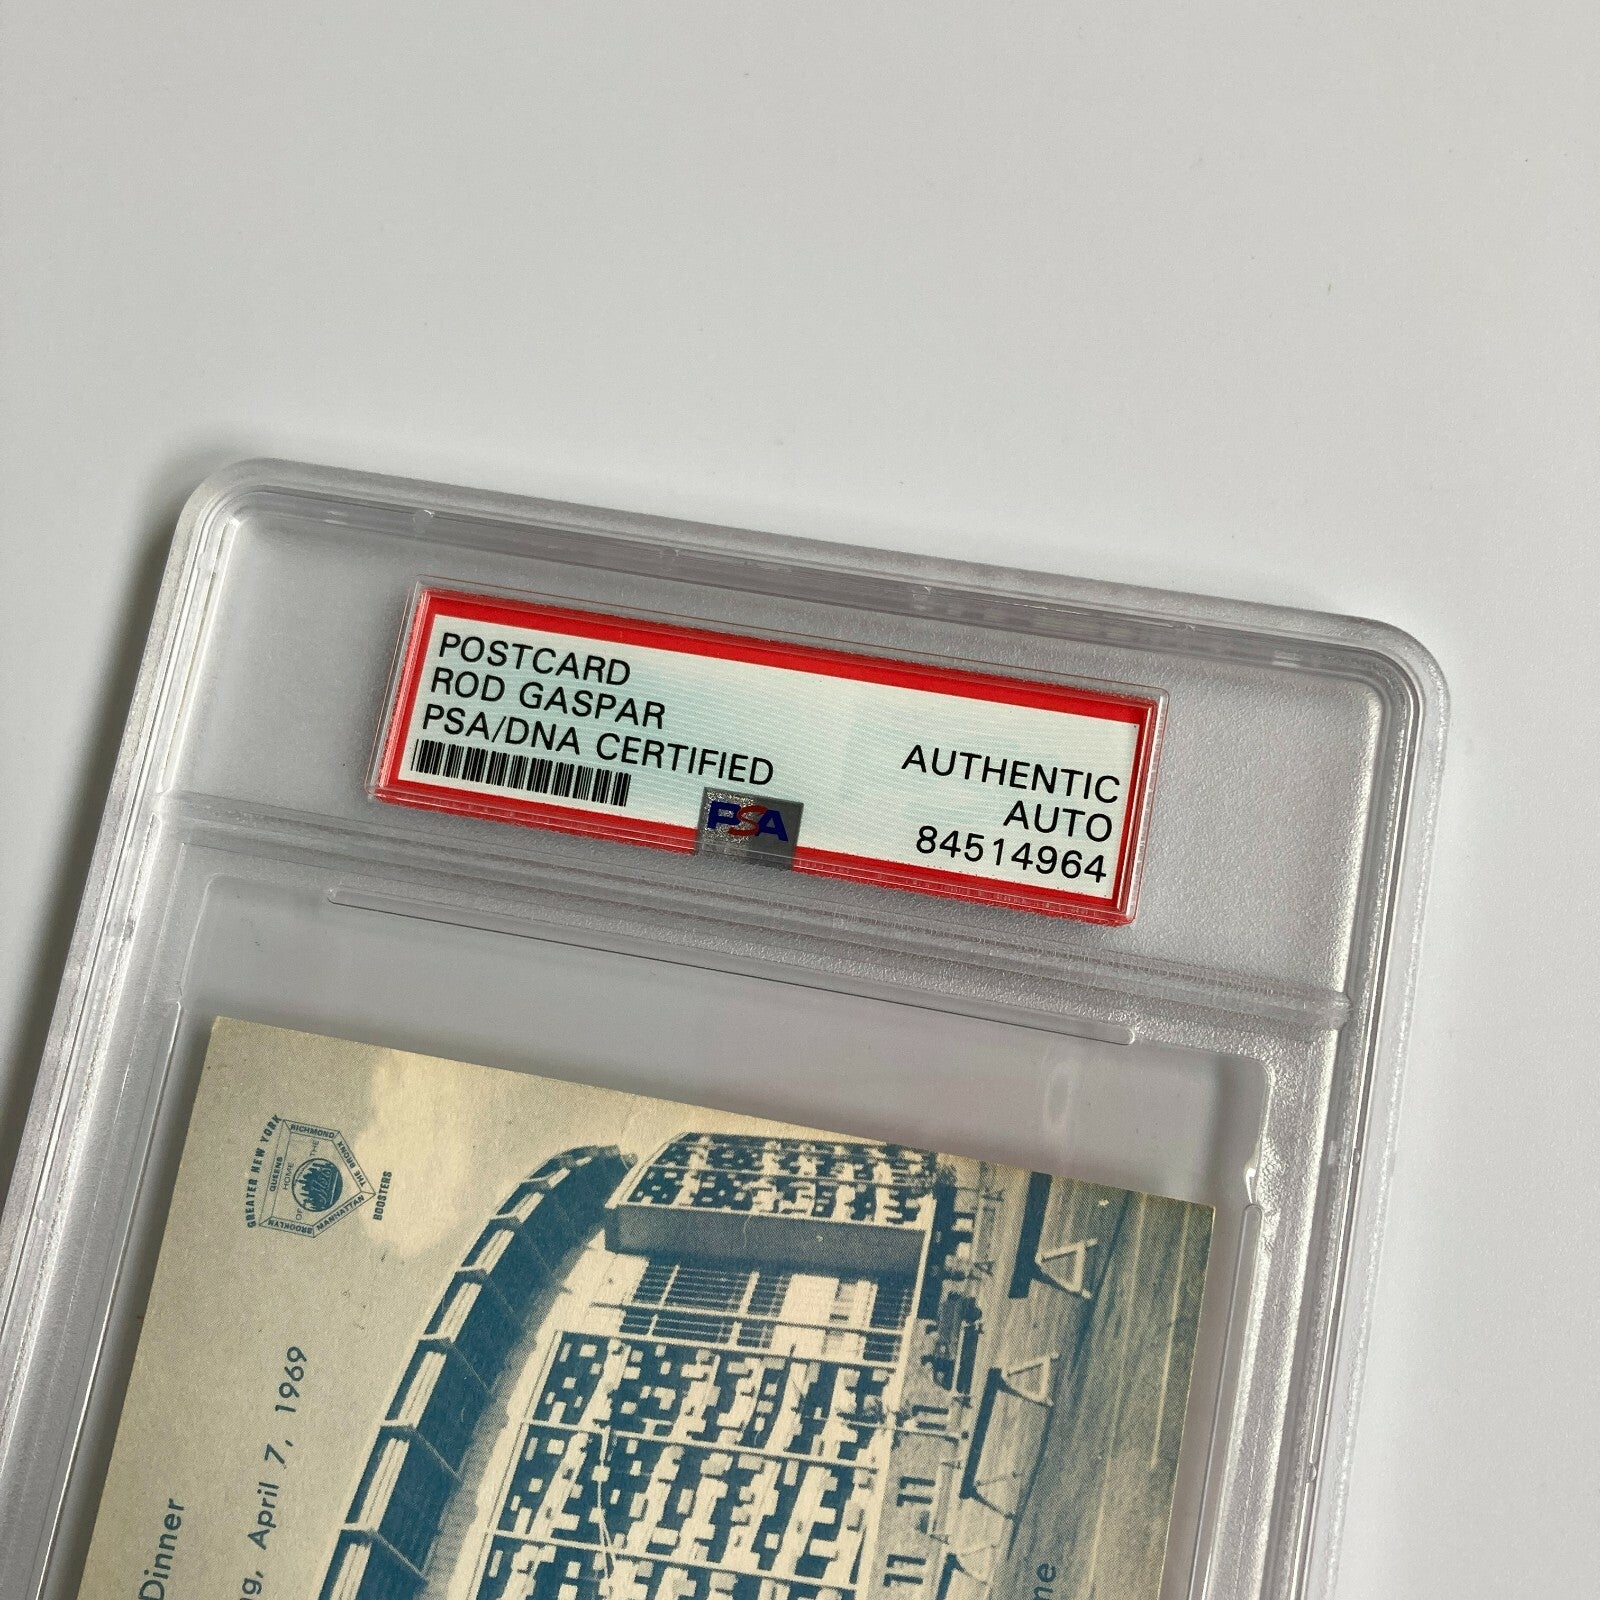 POSTCARD
ROD GASPAR
PSA/DNA CERTIFIED
AUTHENTIC
AUTO
84514964
PSA
GREATER NEW YORK
RICHMOND
THE BRONX
MANHATTAN
BROOKLYN
QUEENS
HOME
OF
THE
BOOSTERS
April 7, 1969
Dinner